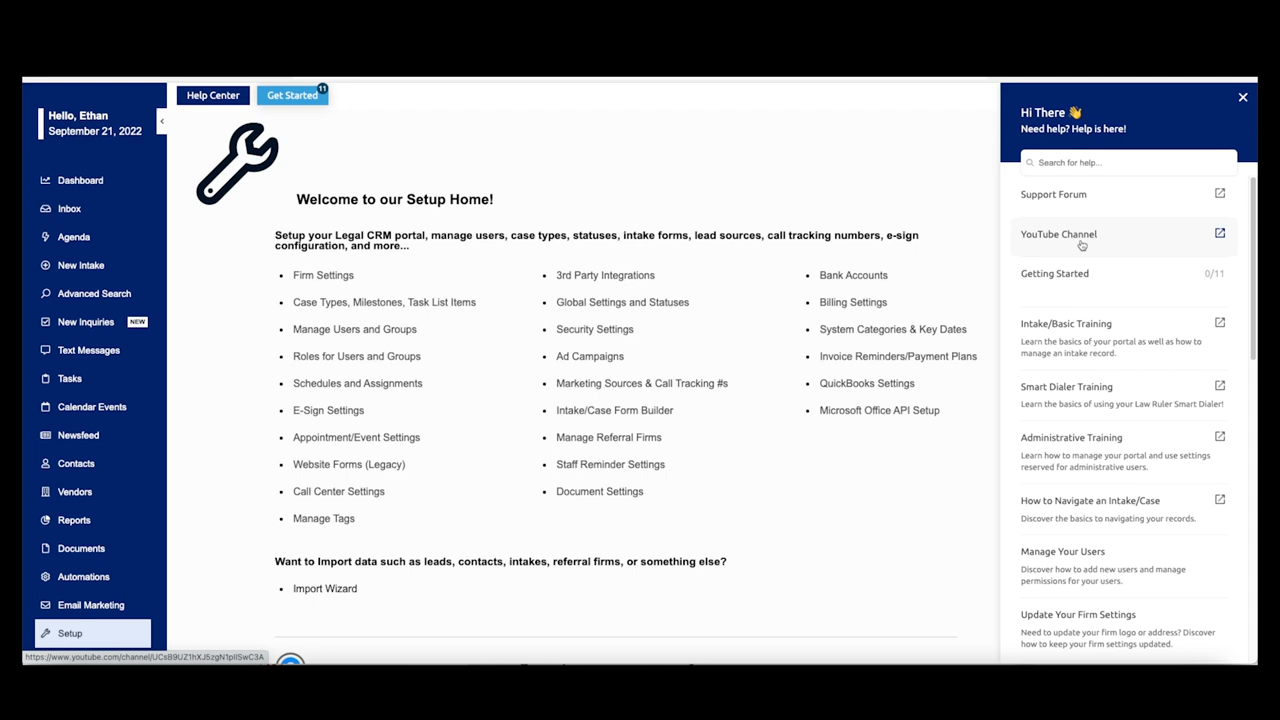 Hello, Ethan
September 21, 2022
Dashboard
Inbox
Agenda
New Intake
Advanced Search
New Inquiries NEW
Text Messages
Tasks
Calendar Events
Newsfeed
Contacts
Vendors
Reports
Documents
Automations
Email Marketing
Setup
https://www.youtube.com/channel/UCsB9UZ1hXJ5zgN1pIlSwC3A
Help Center
Get Started 11
Welcome to our Setup Home!
Setup your Legal CRM portal, manage users, case types, statuses, intake forms, lead sources, call tracking numbers, e-sign
configuration, and more...
Firm Settings
Case Types, Milestones, Task List Items
Manage Users and Groups
Roles for Users and Groups
Schedules and Assignments
E-Sign Settings
Appointment/Event Settings
Website Forms (Legacy)
Call Center Settings
Manage Tags
3rd Party Integrations
Global Settings and Statuses
Security Settings
Ad Campaigns
Marketing Sources & Call Tracking #s
Intake/Case Form Builder
Manage Referral Firms
Staff Reminder Settings
Document Settings
Bank Accounts
Billing Settings
System Categories & Key Dates
Invoice Reminders/Payment Plans
QuickBooks Settings
Microsoft Office API Setup
Want to Import data such as leads, contacts, intakes, referral firms, or something else?
Import Wizard
Hi There 👋
Need help? Help is here!
Search for help...
Support Forum
YouTube Channel
Getting Started 0/11
Intake/Basic Training
Learn the basics of your portal as well as how to
manage an intake record.
Smart Dialer Training
Learn the basics of using your Law Ruler Smart Dialer!
Administrative Training
Learn how to manage your portal and use settings
reserved for administrative users.
How to Navigate an Intake/Case
Discover the basics to navigating your records.
Manage Your Users
Discover how to add new users and manage
permissions for your users.
Update Your Firm Settings
Need to update your firm logo or address? Discover
how to keep your firm settings updated.